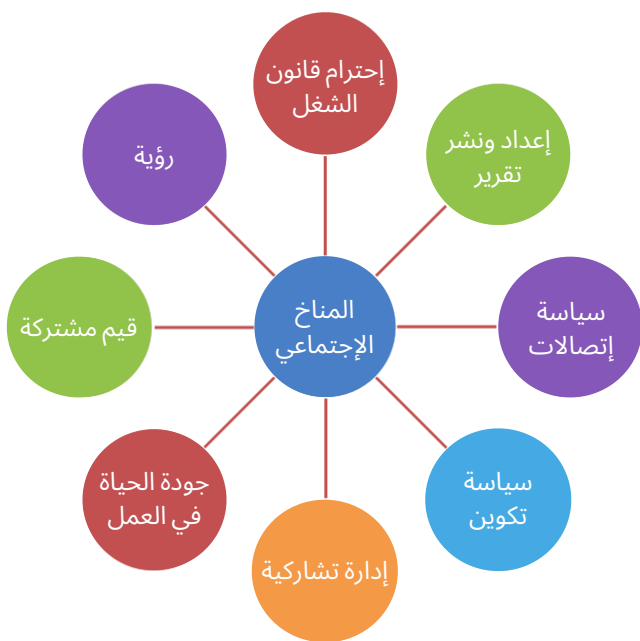 إحترام قانون
الشغل
إعداد ونشر
تقرير
سياسة
إتصالات
سياسة
تكوين
إدارة تشاركية
جودة الحياة
في العمل
قيم مشتركة
رؤية
المناخ
الإجتماعي